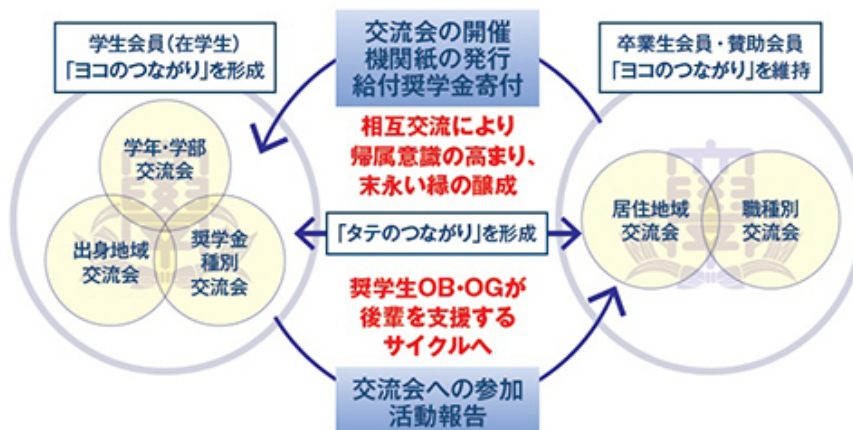 学生会員(在学生)
「ヨコのつながり」を形成
学年・学部
交流会
出身地域
交流会
奨学金
種別
交流会
交流会の開催
機関紙の発行
給付奨学金寄付
相互交流により
帰属意識の高まり、
末永い縁の醸成
「タテのつながり」を形成
奨学生OB・OGが
後輩を支援する
サイクルへ
交流会への参加
活動報告
卒業生会員・賛助会員
「ヨコのつながり」を維持
居住地域
交流会
職種別
交流会